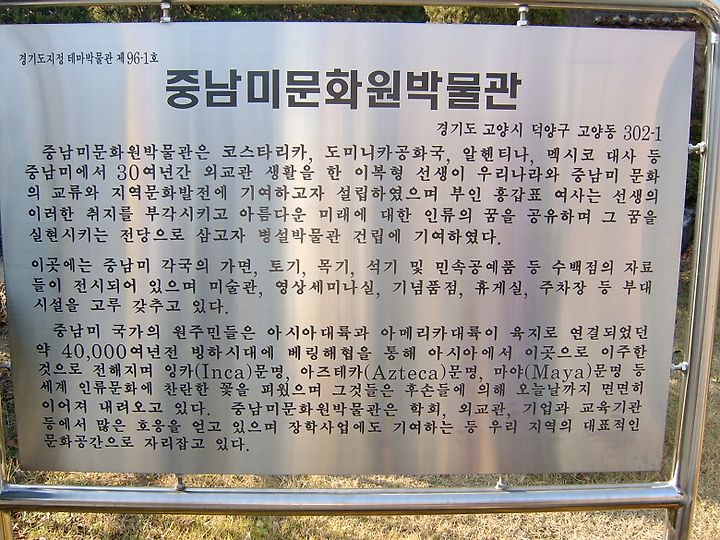 경기도지정 테마박물관 제96-1호
중남미문화원박물관
경기도 고양시 덕양구 고양동 302-1
중남미문화원박물관은 코스타리카, 도미니카공화국, 알헨티나, 멕시코 대사 등
중남미에서 30여년간 외교관 생활을 한 이복형 선생이 우리나라와 중남미 문화
의 교류와 지역문화발전에 기여하고자 설립하였으며 부인 홍갑표 여사는 선생의
이러한 취지를 부각시키고 아름다운 미래에 대한 인류의 꿈을 공유하며 그 꿈을
실현시키는 전당으로 삼고자 병설박물관 건립에 기여하였다.
이곳에는 중남미 각국의 가면, 토기, 목기, 석기 및 민속공예품 등 수백점의 자료
들이 전시되어 있으며 미술관, 영상세미나실, 기념품점, 휴게실, 주차장 등 부대
시설을 고루 갖추고 있다.
중남미 국가의 원주민들은 아시아대륙과 아메리카대륙이 육지로 연결되었던
약 40,000여년전 빙하시대에 베링해협을 통해 아시아에서 이곳으로 이주한
것으로 전해지며 잉카(Inca)문명, 아즈테카(Azteca)문명, 마야(Maya)문명 등
세계 인류문화에 찬란한 꽃을 피웠으며 그것들은 후손들에 의해 오늘날까지 면면히
이어져 내려오고 있다. 중남미문화원박물관은 학회, 외교관, 기업과 교육기관
등에서 많은 호응을 얻고 있으며 장학사업에도 기여하는 등 우리 지역의 대표적인
문화공간으로 자리잡고 있다.